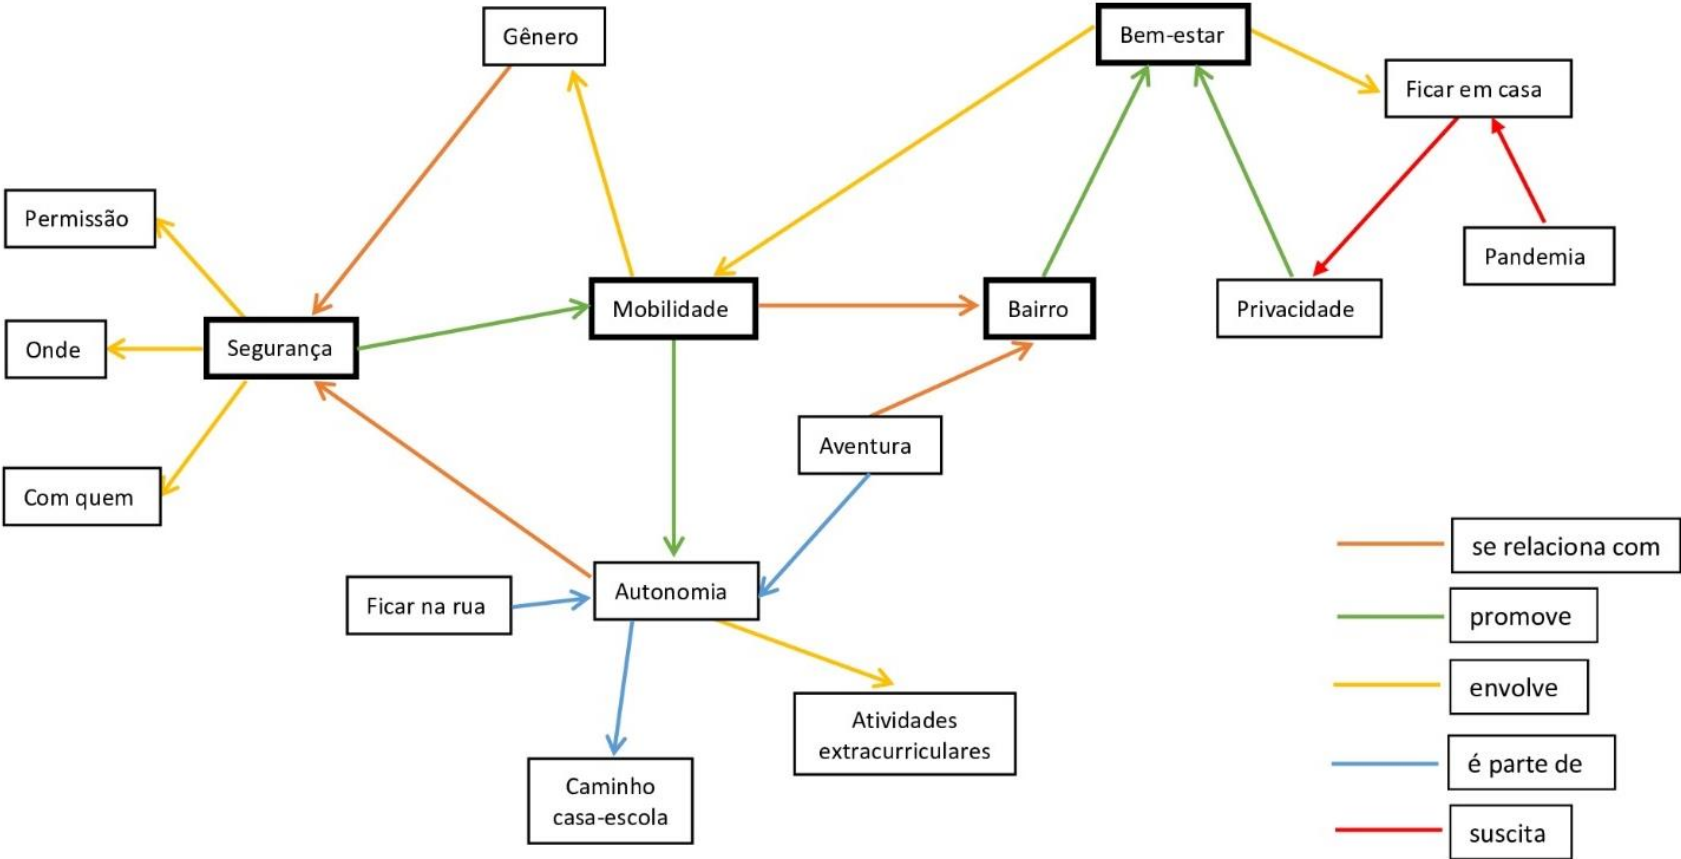 Gênero
Bem-estar
Ficar em casa
Permissão
Pandemia
Mobilidade
Bairro
Privacidade
Onde
Segurança
Aventura
Com quem
Ficar na rua
Autonomia
Atividades
extracurriculares
Caminho
casa-escola
se relaciona com
promove
envolve
é parte de
suscita